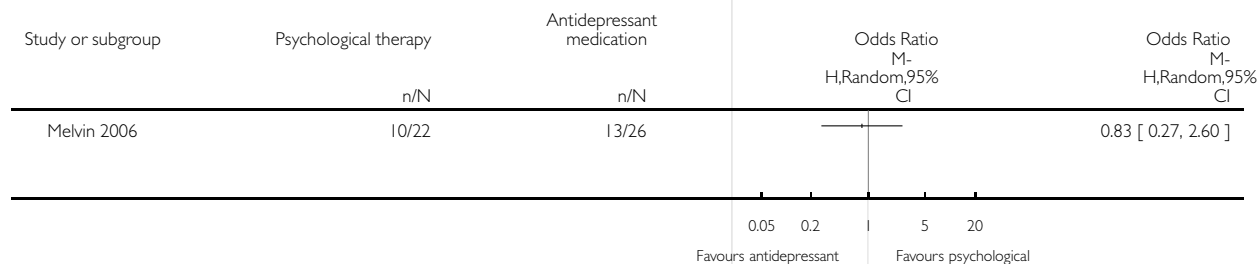 Study or subgroup Psychological therapy Antidepressant medication Odds Ratio Odds Ratio
M-H,Random,95% CI M-H,Random,95% CI
n/N n/N
Melvin 2006 10/22 13/26 0.83 [ 0.27, 2.60 ]
0.05 0.2 1 5 20
Favours antidepressant Favours psychological